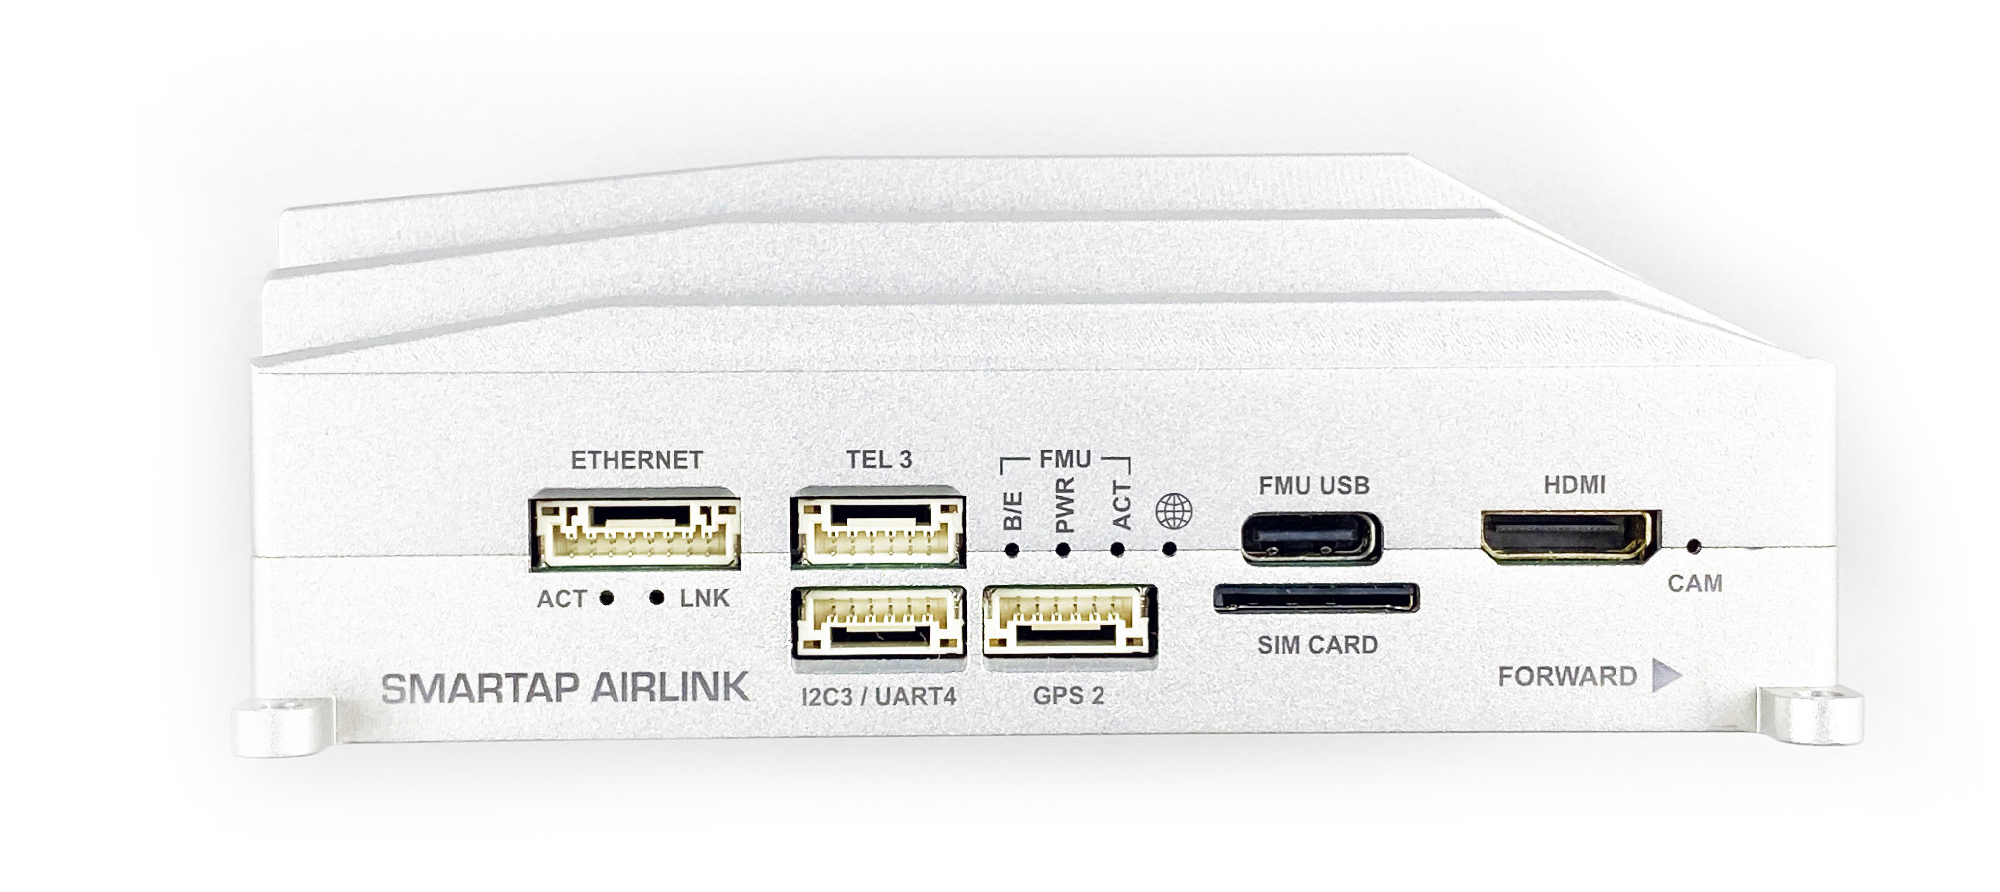 ETHERNET
TEL 3
FMU
B/E
PWR
ACT
FMU USB
HDMI
ACT
LNK
CAM
I2C3 / UART4
GPS 2
SIM CARD
SMARTAP AIRLINK
FORWARD